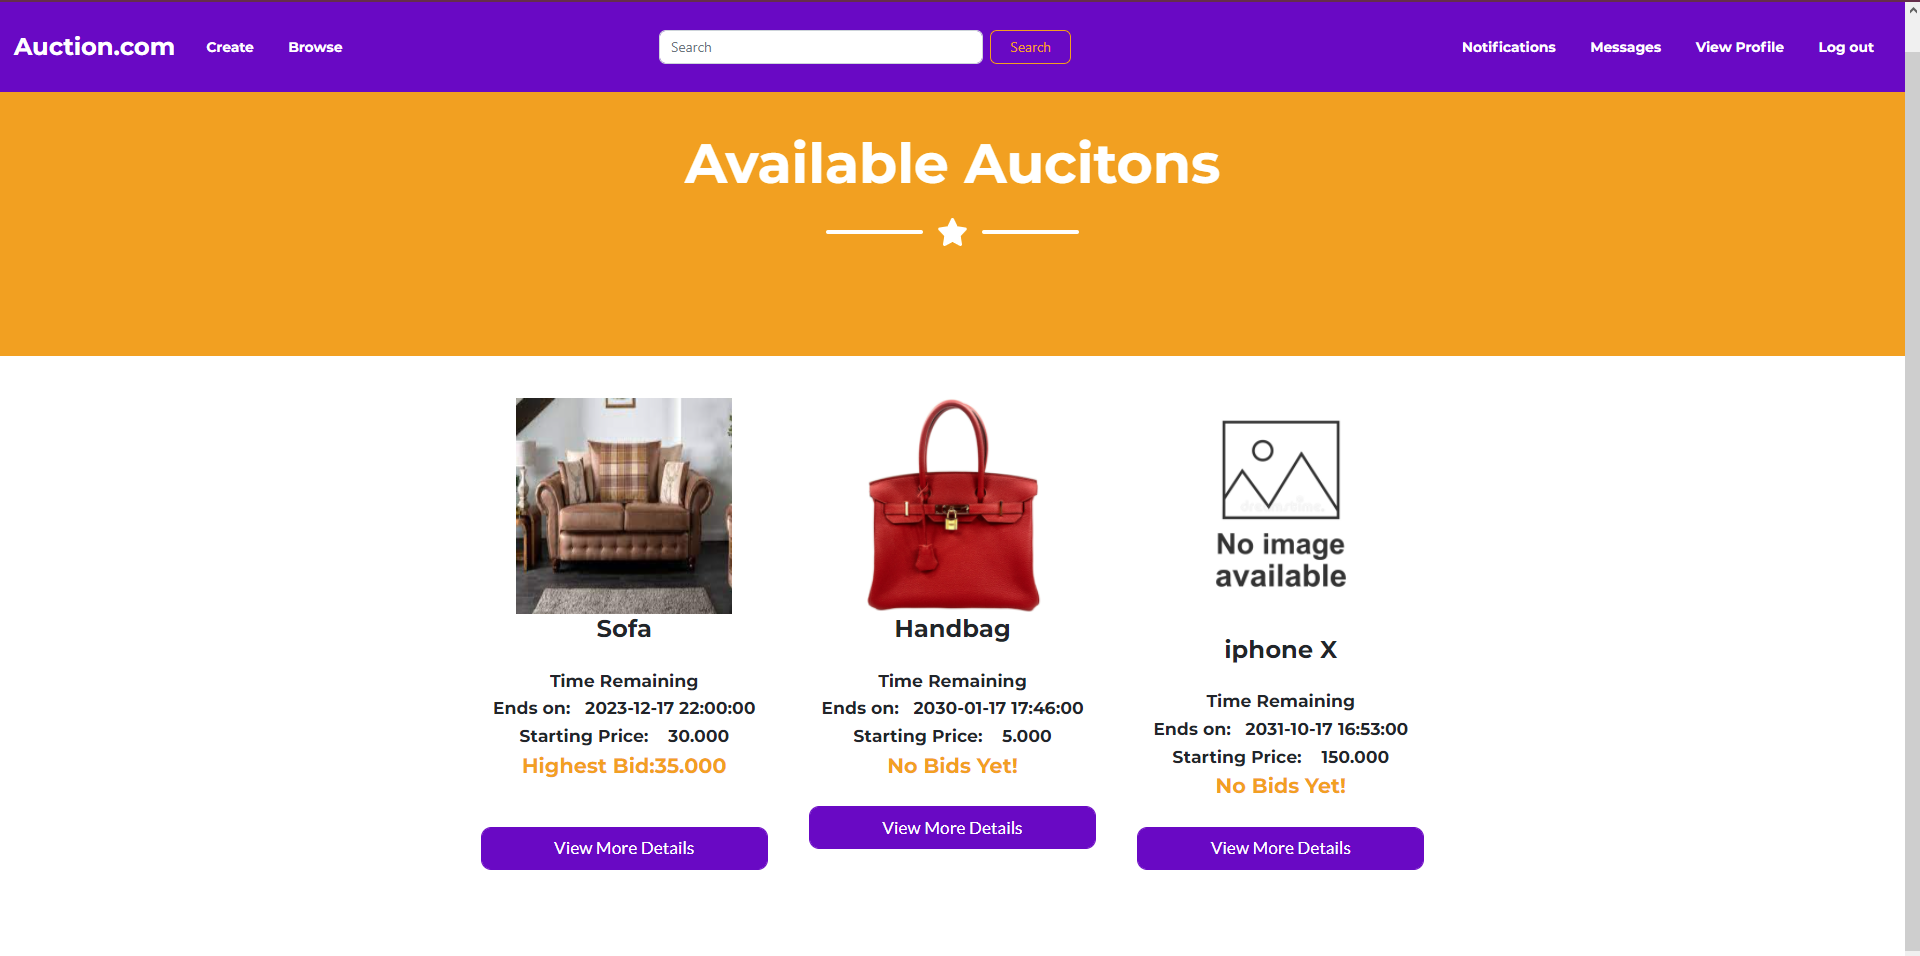 Auction.com Create Browse Search Search Notifications Messages View Profile Log out
Available Aucitons
No image
available
Sofa
Time Remaining
Ends on: 2023-12-17 22:00:00
Starting Price: 30.000
Highest Bid:35.000
View More Details
Handbag
Time Remaining
Ends on: 2030-01-17 17:46:00
Starting Price: 5.000
No Bids Yet!
View More Details
iphone X
Time Remaining
Ends on: 2031-10-17 16:53:00
Starting Price: 150.000
No Bids Yet!
View More Details